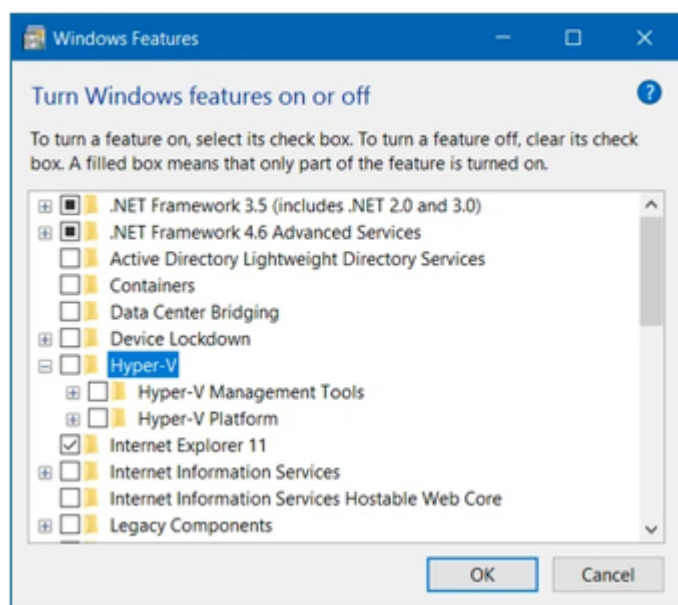 Windows Features
Turn Windows features on or off
?
To turn a feature on, select its check box. To turn a feature off, clear its check
box. A filled box means that only part of the feature is turned on.
.NET Framework 3.5 (includes .NET 2.0 and 3.0)
.NET Framework 4.6 Advanced Services
Active Directory Lightweight Directory Services
Containers
Data Center Bridging
Device Lockdown
Hyper-V
Hyper-V Management Tools
Hyper-V Platform
Internet Explorer 11
Internet Information Services
Internet Information Services Hostable Web Core
Legacy Components
OK
Cancel